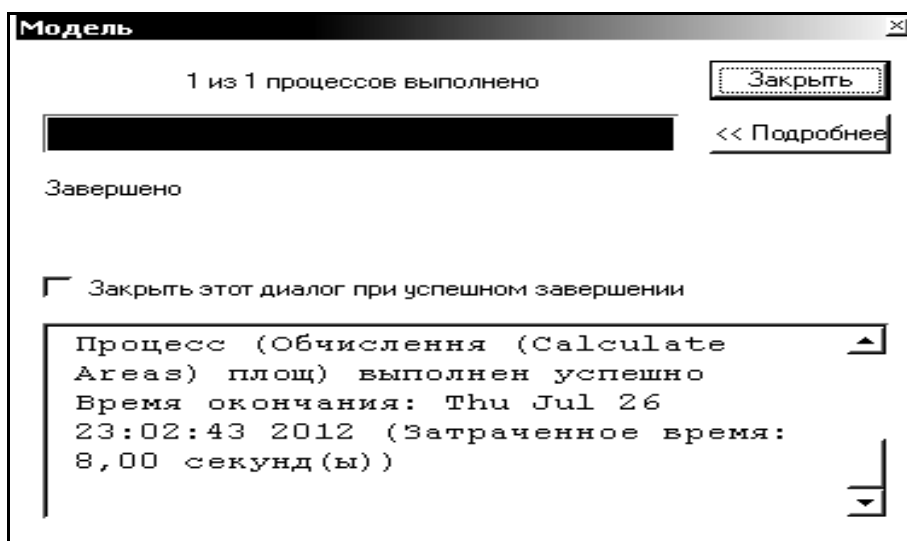 Модель
1 из 1 процессов выполнено
Закрыть
<< Подробнее
Завершено
Закрыть этот диалог при успешном завершении
Процесс (Обчислення (Calculate
Areas) площ) выполнен успешно
Время окончания: Thu Jul 26
23:02:43 2012 (Затраченное время:
8,00 секунд(ы))